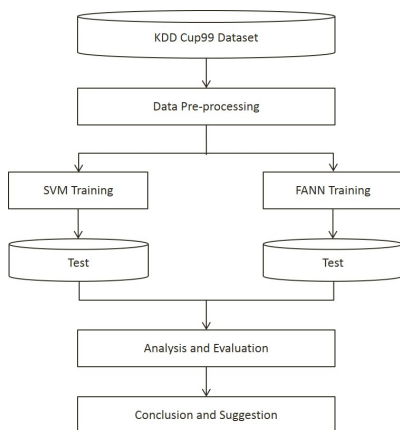 KDD Cup99 Dataset
Data Pre-processing
SVM Training
FANN Training
Test
Test
Analysis and Evaluation
Conclusion and Suggestion